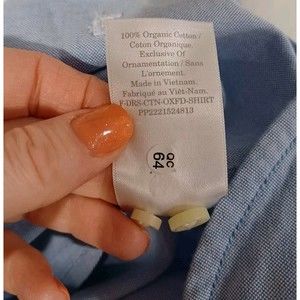 100% Organic Cotton /
Coton Organique.
Exclusive Of
Ornamentation / Sans
L'ornement.
Made in Vietnam.
Fabriqué au Viêt-Nam.
F-DRS-CTN-OXFD-SHIRT
PP2221524813
QC
64